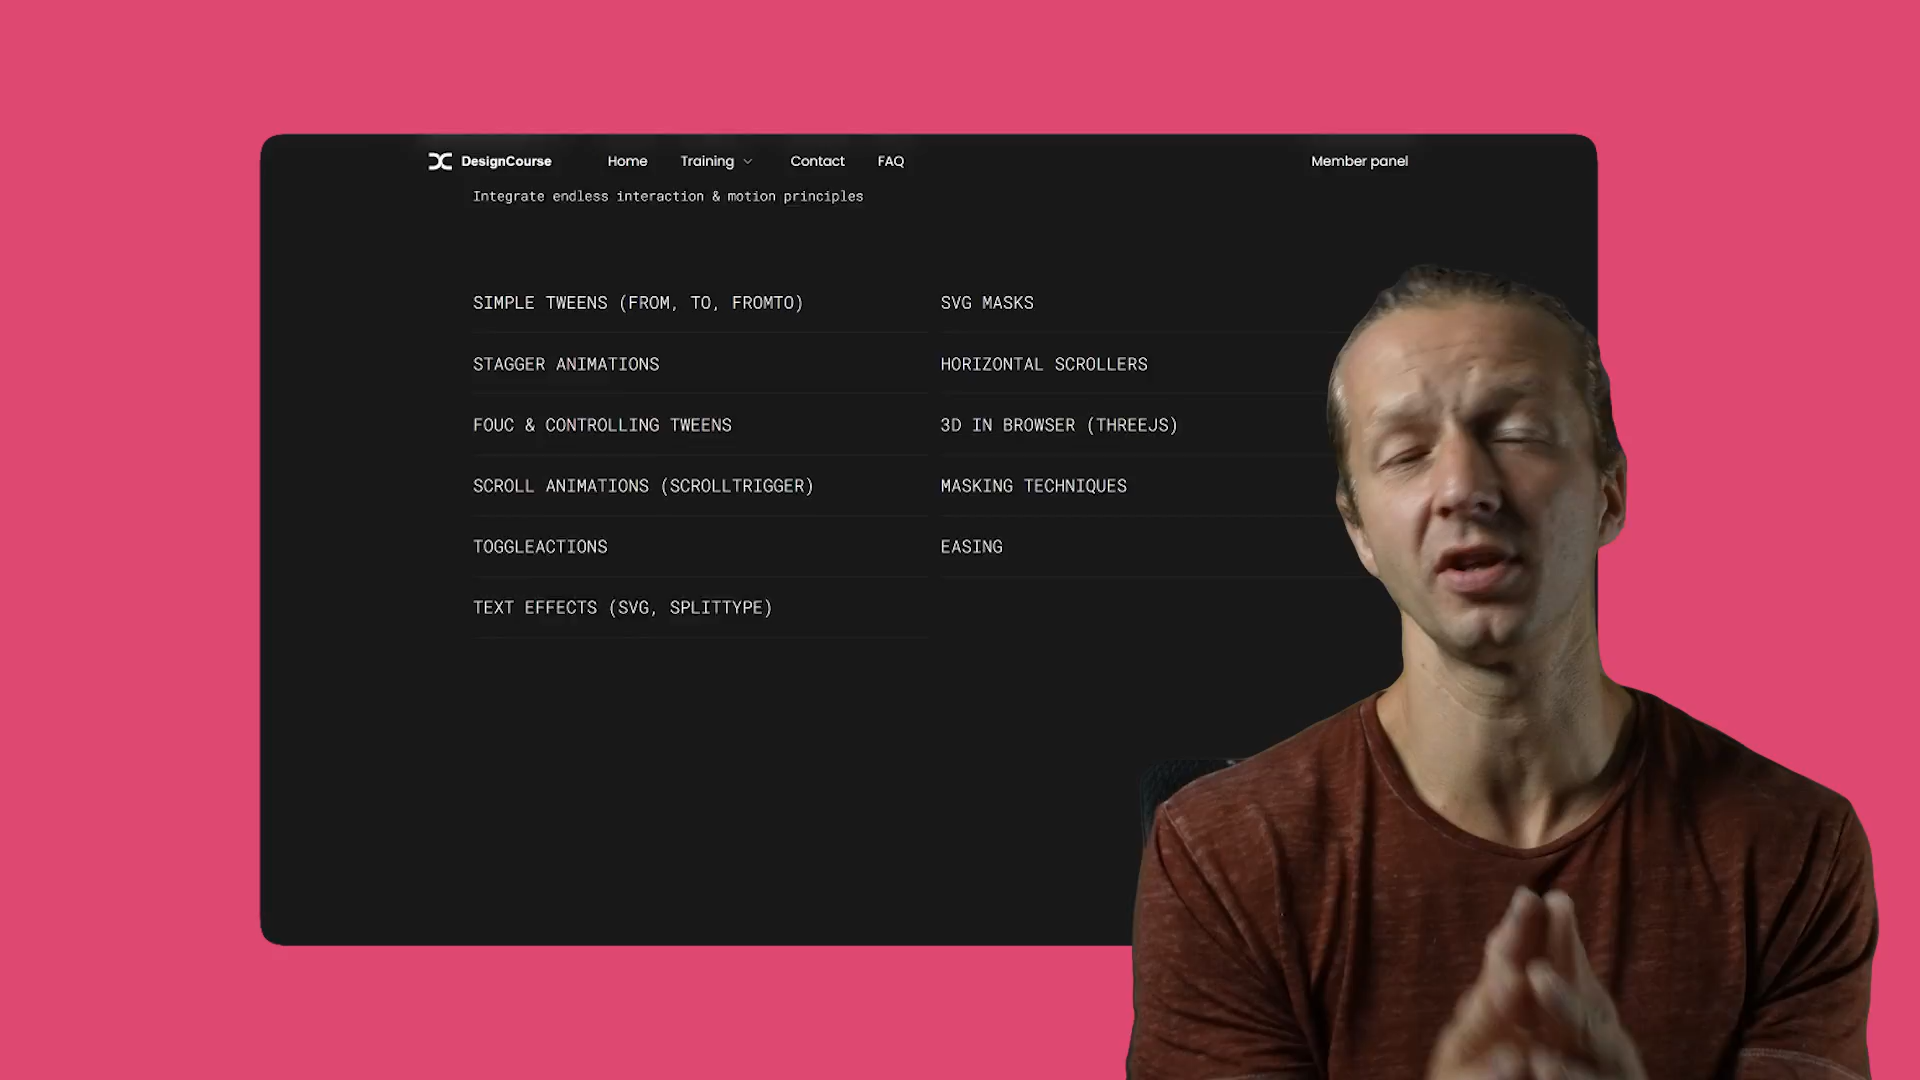 DesignCourse Home Training Contact FAQ Member panel
Integrate endless interaction & motion principles
SIMPLE TWEENS (FROM, TO, FROMTO)
STAGGER ANIMATIONS
FOUC & CONTROLLING TWEENS
SCROLL ANIMATIONS (SCROLLTRIGGER)
TOGGLEACTIONS
TEXT EFFECTS (SVG, SPLITTYPE)
SVG MASKS
HORIZONTAL SCROLLERS
3D IN BROWSER (THREEJS)
MASKING TECHNIQUES
EASING